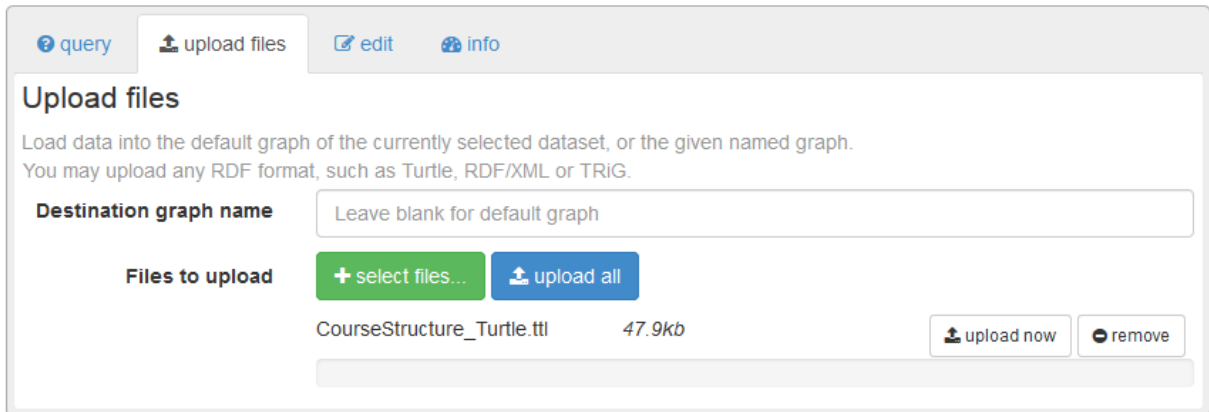 query upload files edit info
Upload files
Load data into the default graph of the currently selected dataset, or the given named graph.
You may upload any RDF format, such as Turtle, RDF/XML or TRiG.
Destination graph name Leave blank for default graph
Files to upload select files... upload all
CourseStructure_Turtle.ttl 47.9kb upload now remove